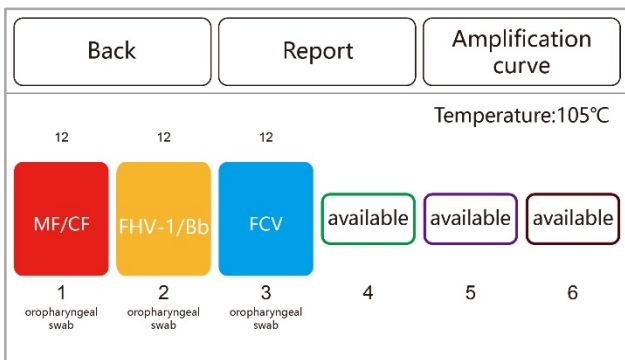 Back Report Amplification
curve
Temperature:105℃
12 12 12
MF/CF FHV-1/Bb FCV available available available
1 2 3 4 5 6
oropharyngeal oropharyngeal oropharyngeal
swab swab swab